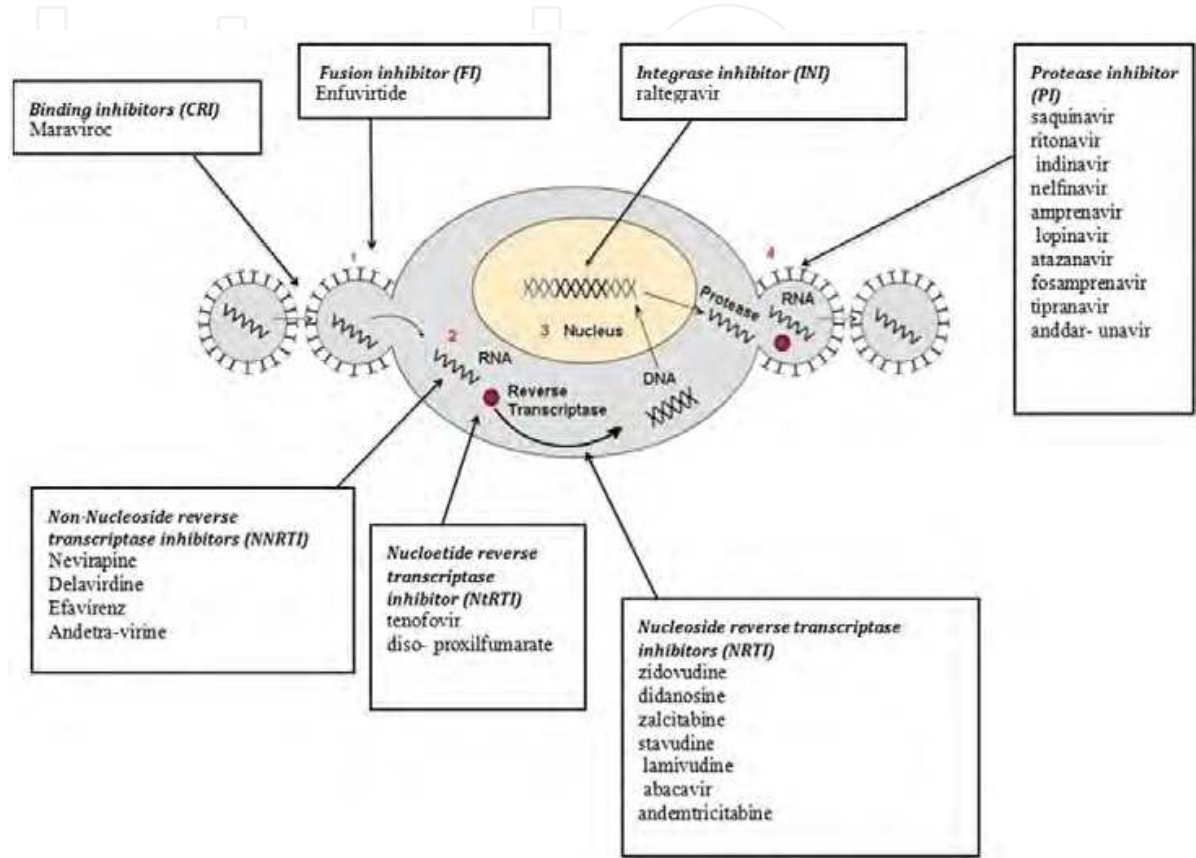 Fusion inhibitor (FI)
Enfuvirtide
Integrase inhibitor (INI)
raltegravir
Protease inhibitor
(PI)
saquinavir
ritonavir
indinavir
nelfinavir
amprenavir
lopinavir
atazanavir
fosamprenavir
tipranavir
anddar- unavir
Binding inhibitors (CRI)
Maraviroc
1
4
RNA
Protease
3 Nucleus
2
RNA
DNA
Reverse
Transcriptase
Non-Nucleoside reverse
transcriptase inhibitors (NNRTI)
Nevirapine
Delavirdine
Efavirenz
Andetra-virine
Nucloetide reverse
transcriptase
inhibitor (NtRTI)
tenofovir
diso- proxilfumarate
Nucleoside reverse transcriptase
inhibitors (NRTI)
zidovudine
didanosine
zalcitabine
stavudine
lamivudine
abacavir
andemtricitabine